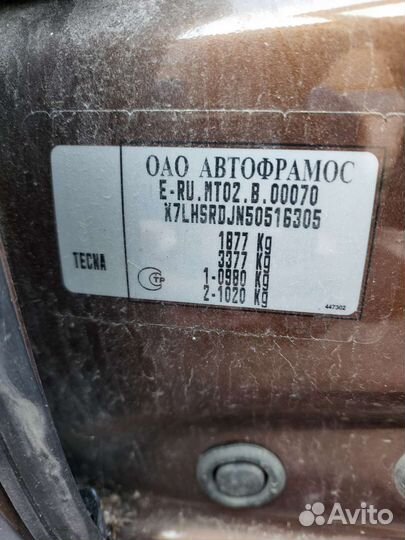 ОАО АВТОФРАМОС
E-RU.MT02.B.00070
X7LHSRDJN50516305
1877 Kg
3377 Kg
TECNA
1-0980 Kg
2-1020 Kg
СТР
447302
Avito